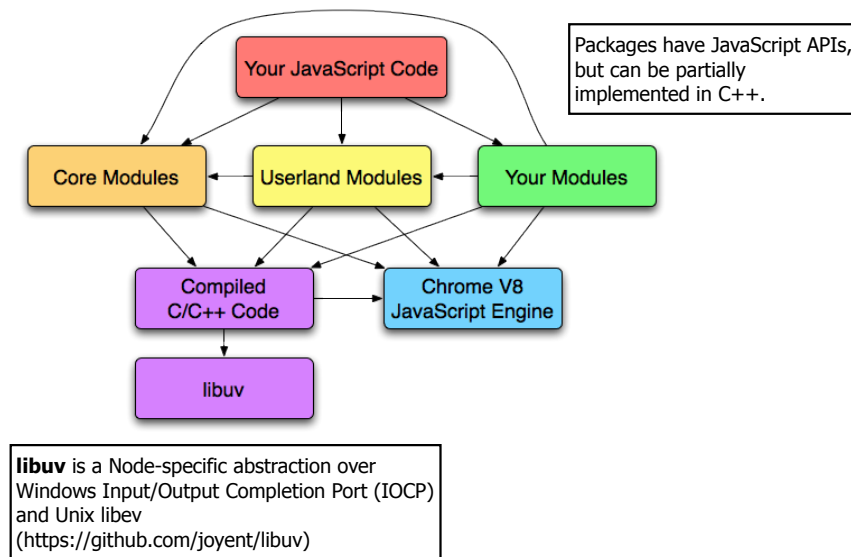 Your JavaScript Code
Packages have JavaScript APIs,
but can be partially
implemented in C++.
Core Modules
Userland Modules
Your Modules
Compiled
C/C++ Code
Chrome V8
JavaScript Engine
libuv
libuv is a Node-specific abstraction over
Windows Input/Output Completion Port (IOCP)
and Unix libev
(https://github.com/joyent/libuv)